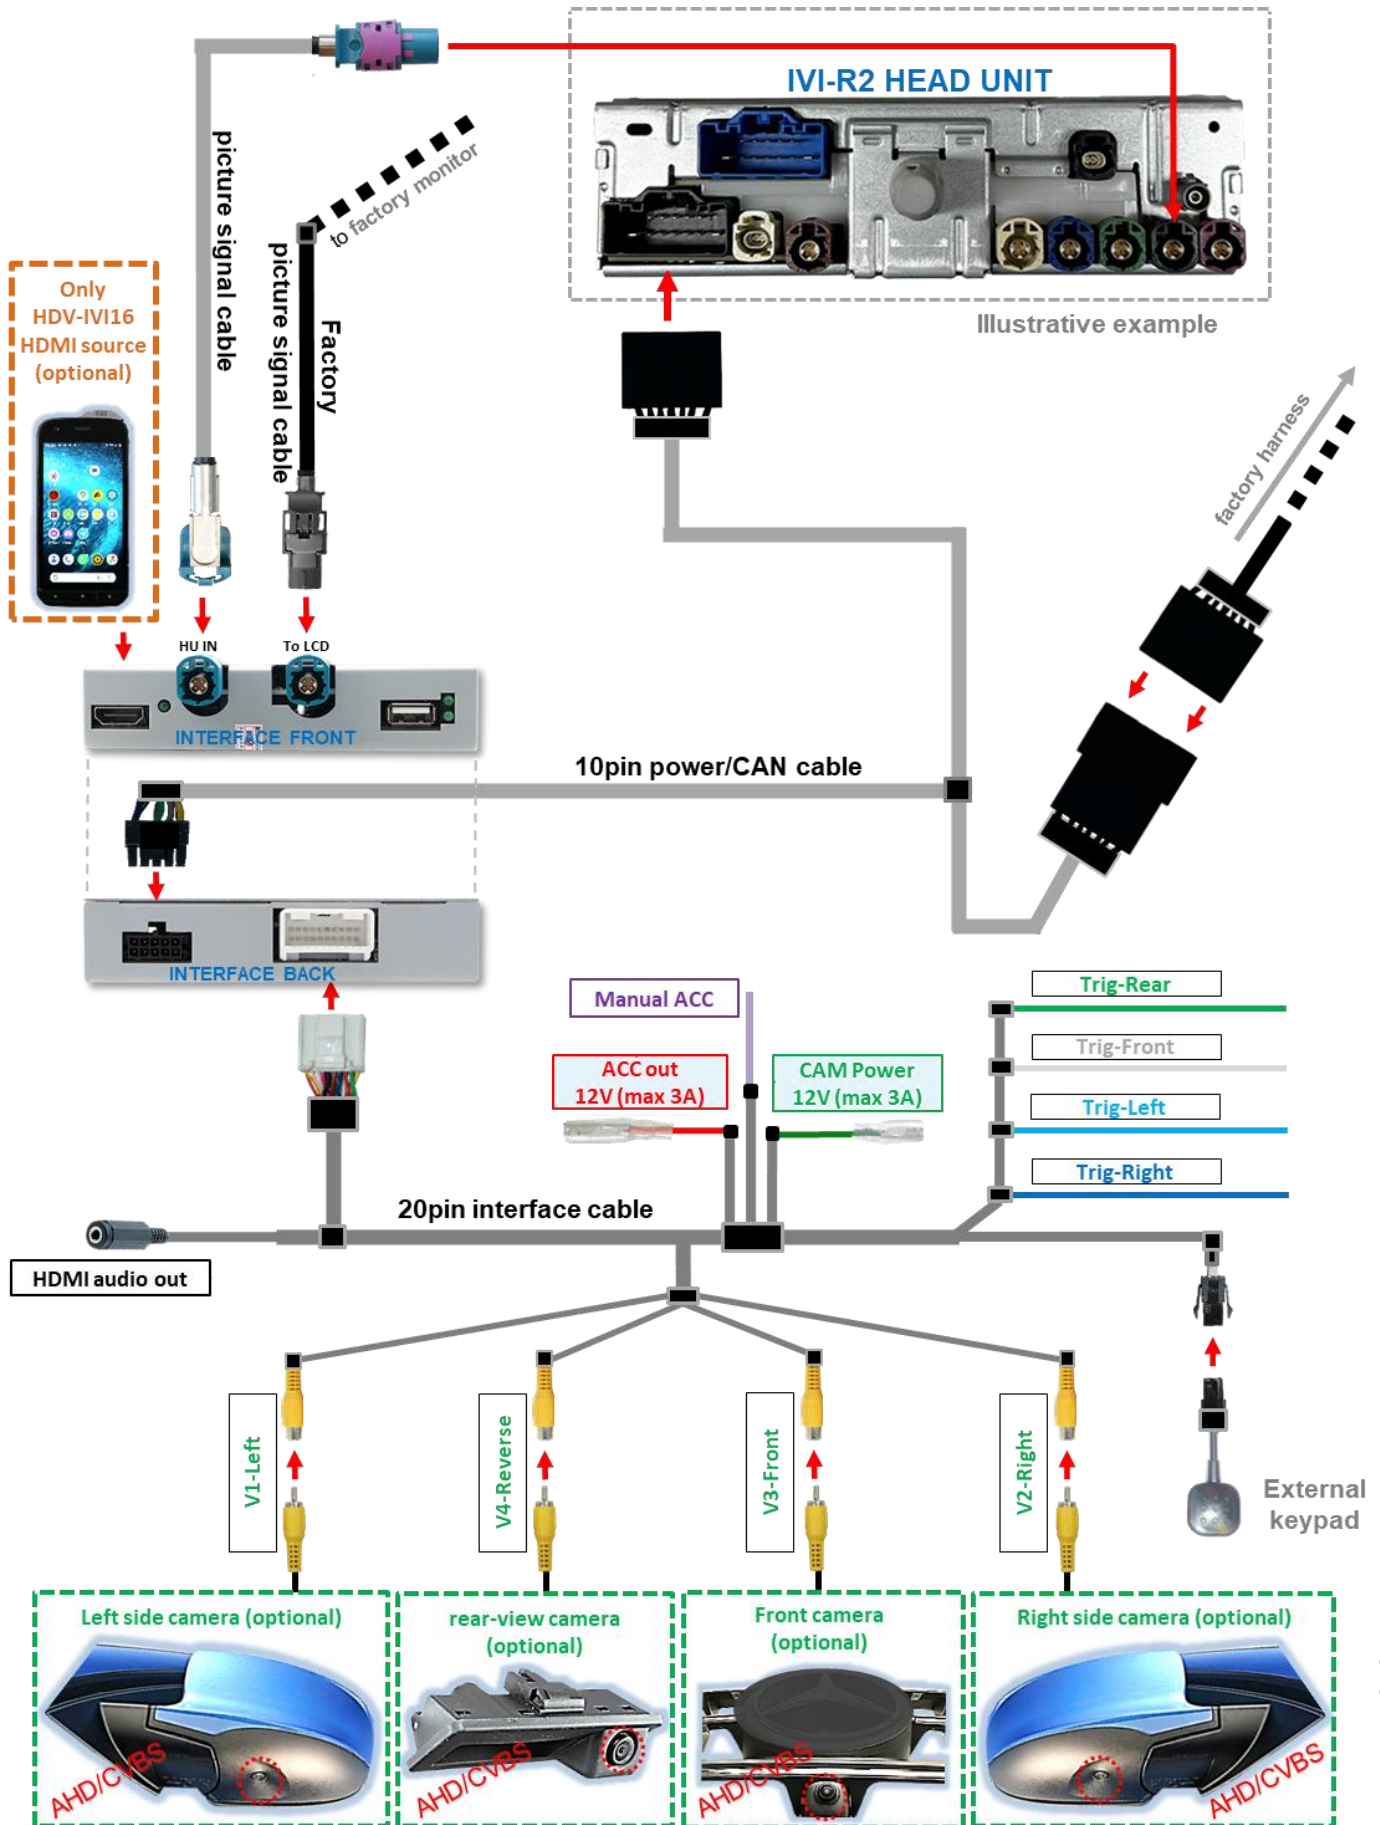 IVI-R2 HEAD UNIT
picture signal cable
to factory monitor
Factory
picture signal cable
Only
HDV-IVI16
HDMI source
(optional)
Illustrative example
factory harness
HU IN
To LCD
INTERFACE FRONT
10pin power/CAN cable
INTERFACE BACK
Manual ACC
ACC out
12V (max 3A)
CAM Power
12V (max 3A)
Trig-Rear
Trig-Front
Trig-Left
Trig-Right
20pin interface cable
HDMI audio out
V1-Left
V4-Reverse
V3-Front
V2-Right
External
keypad
Left side camera (optional)
rear-view camera
(optional)
Front camera
(optional)
Right side camera (optional)
AHD/CVBS
AHD/CVBS
AHD/CVBS
AHD/CVBS